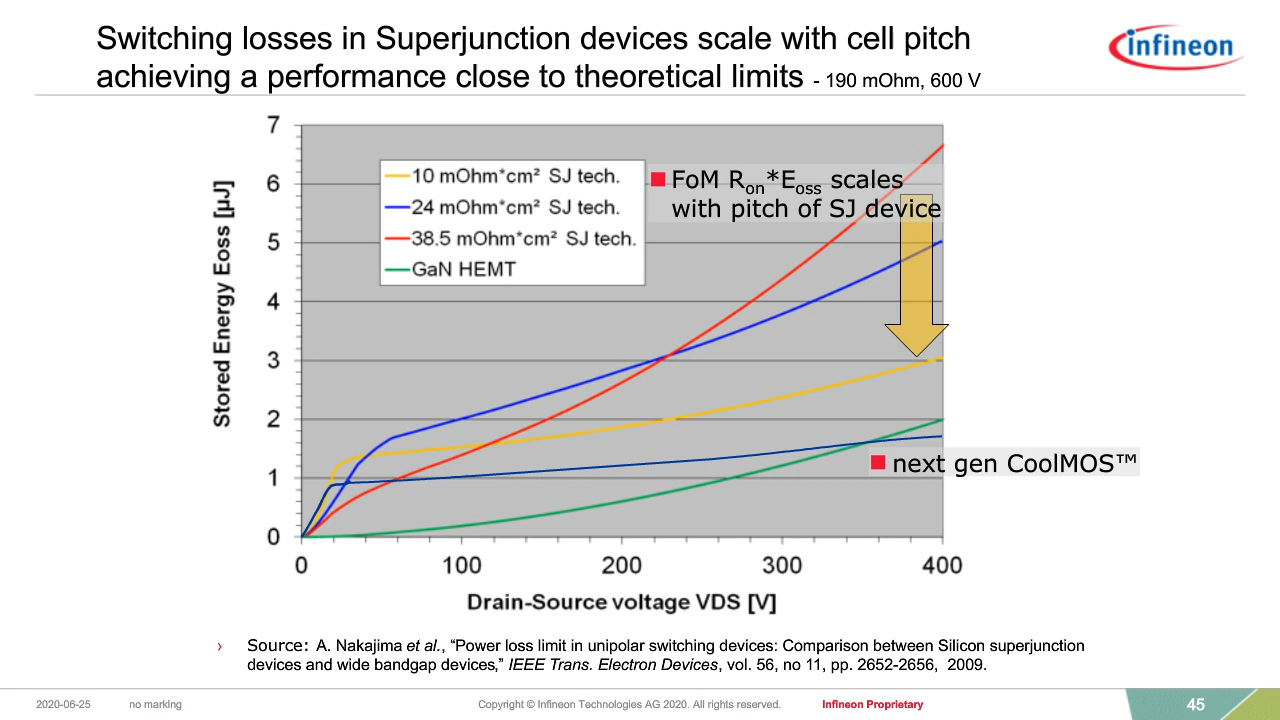 Switching losses in Superjunction devices scale with cell pitch
achieving a performance close to theoretical limits - 190 mOhm, 600 V
infineon
7
6
5
4
3
2
1
0
Stored Energy Eoss [µJ]
10 mOhm*cm² SJ tech.
24 mOhm*cm² SJ tech.
38.5 mOhm*cm² SJ tech.
GaN HEMT
FoM Ron*Eoss scales
with pitch of SJ device
next gen CoolMOS™
0 100 200 300 400
Drain-Source voltage VDS [V]
› Source: A. Nakajima et al., “Power loss limit in unipolar switching devices: Comparison between Silicon superjunction
devices and wide bandgap devices,” IEEE Trans. Electron Devices, vol. 56, no 11, pp. 2652-2656, 2009.
2020-06-25 no marking Copyright © Infineon Technologies AG 2020. All rights reserved. Infineon Proprietary 45